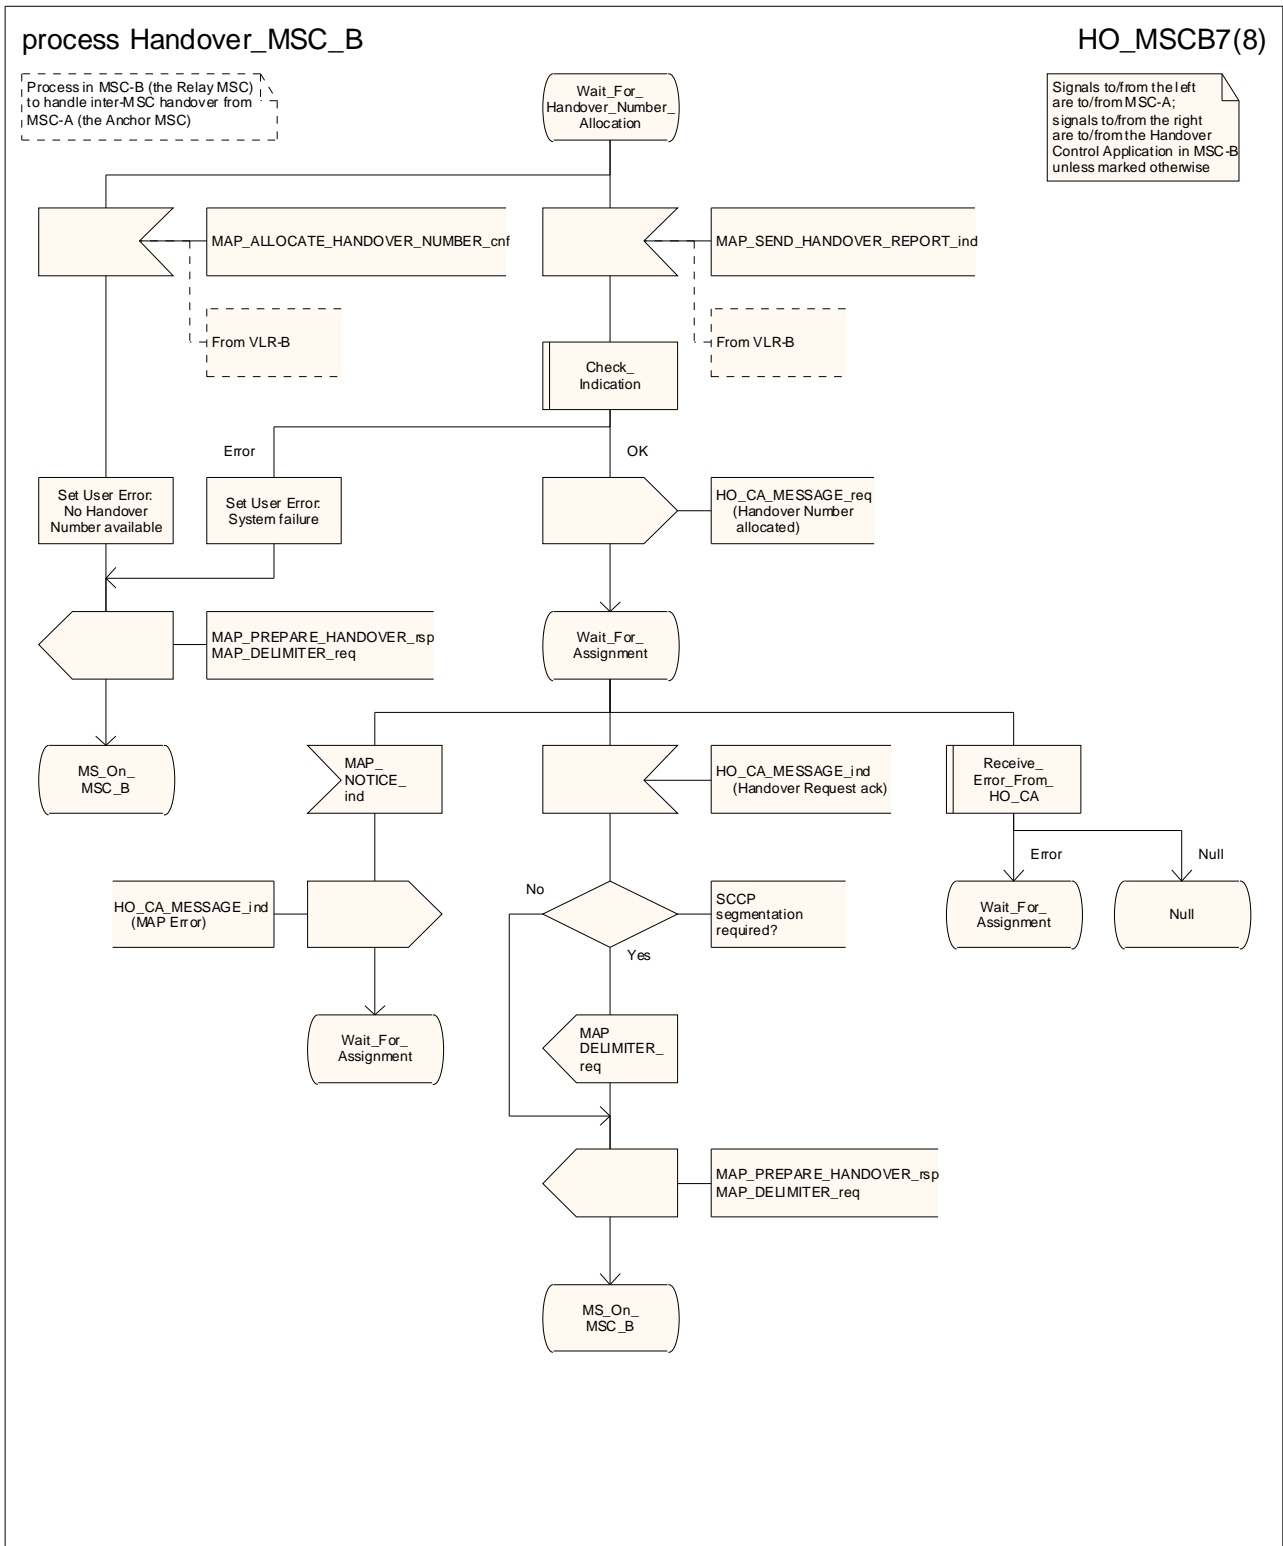 process Handover_MSC_B
HO_MSCB7(8)
Process in MSC-B (the Relay MSC)
to handle inter-MSC handover from
MSC-A (the Anchor MSC)
Wait_For_
Handover_Number_
Allocation
Signals to/from the left
are to/from MSC-A;
signals to/from the right
are to/from the Handover
Control Application in MSC-B
unless marked otherwise
MAP_ALLOCATE_HANDOVER_NUMBER_cnf
MAP_SEND_HANDOVER_REPORT_ind
From VLR-B
From VLR-B
Check_
Indication
Error
OK
Set User Error:
No Handover
Number available
Set User Error:
System failure
HO_CA_MESSAGE_req
(Handover Number
allocated)
MAP_PREPARE_HANDOVER_rsp
MAP_DELIMITER_req
Wait_For_
Assignment
MS_On_
MSC_B
MAP_
NOTICE_
ind
HO_CA_MESSAGE_ind
(Handover Request ack)
Receive_
Error_From_
HO_CA
Error
Null
HO_CA_MESSAGE_ind
(MAP Error)
No
SCCP
segmentation
required?
Yes
Wait_For_
Assignment
Null
Wait_For_
Assignment
MAP
DELIMITER_
req
MAP_PREPARE_HANDOVER_rsp
MAP_DELIMITER_req
MS_On_
MSC_B